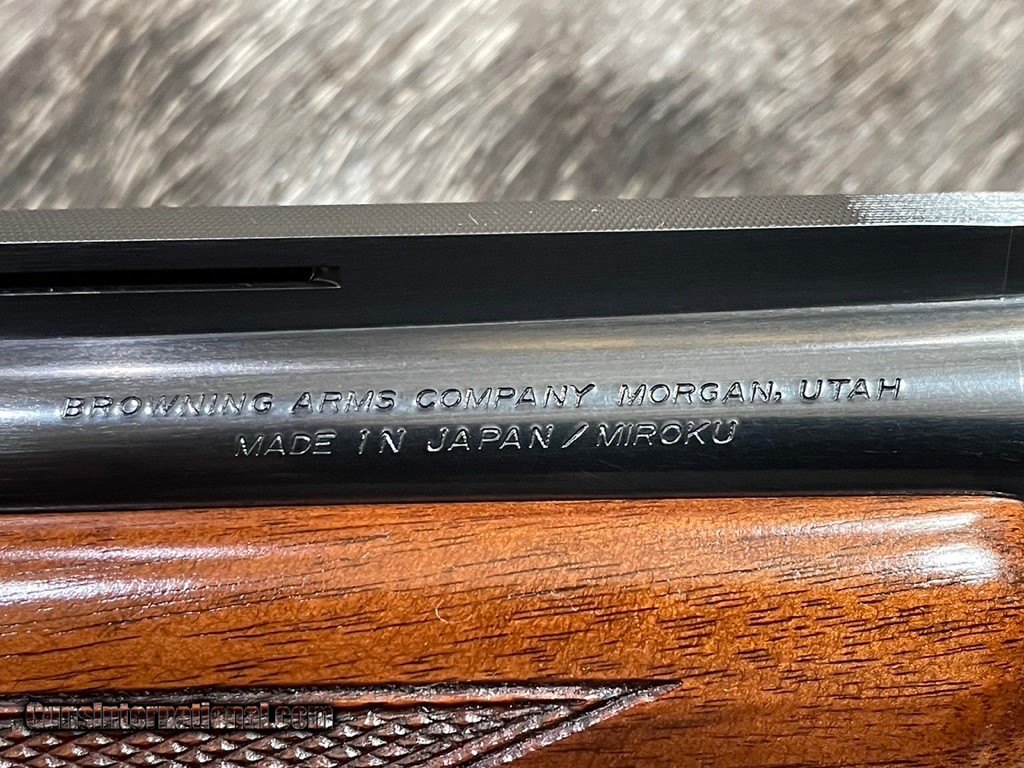 BROWNING ARMS COMPANY MORGAN, UTAH
MADE IN JAPAN/MIROKU
GunsInternational.com